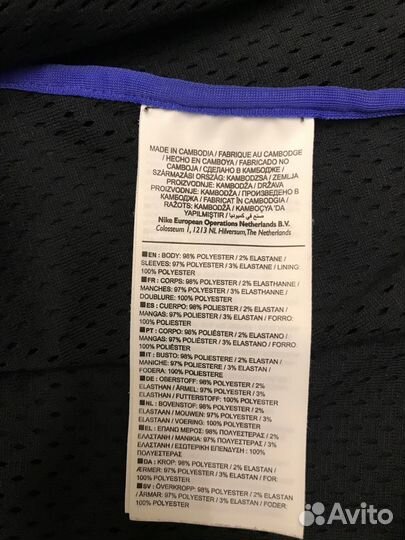 MADE IN CAMBODIA / FABRIQUE AU CAMBODGE
/ HECHO EN CAMBOYA / FABRICADO NO
CAMBOJA / СДЕЛАНО В КАМБОДЖЕ /
SZÁRMAZÁSI ORSZÁG: KAMBODZSA / ZEMLJA
PROIZVODNJE: KAMBODŽA / DRŽAVA
PROIZVODNJE: KAMBODŽA / ПРОИЗВЕДЕНО В
КАМБОДЖА / FABRICAT ÎN CAMBODGIA /
RAŽOTS: KAMBODŽĀ / KAMBOÇYA'DA
YAPILMIŞTIR / صنع في كمبوديا
Nike European Operations Netherlands B.V.
Colosseum 1, 1213 NL Hilversum, The Netherlands
EN: BODY: 98% POLYESTER / 2% ELASTANE /
SLEEVES: 97% POLYESTER / 3% ELASTANE / LINING:
100% POLYESTER
FR: CORPS: 98% POLYESTER / 2% ELASTHANNE /
MANCHES: 97% POLYESTER / 3% ELASTHANNE /
DOUBLURE: 100% POLYESTER
ES: CUERPO: 98% POLIÉSTER / 2% ELASTANO /
MANGAS: 97% POLIÉSTER / 3% ELASTANO / FORRO:
100% POLIÉSTER
PT: CORPO: 98% POLIÉSTER / 2% ELASTANO /
MANGAS: 97% POLIÉSTER / 3% ELASTANO / FORRO:
100% POLIÉSTER
IT: BUSTO: 98% POLIESTERE / 2% ELASTAN /
MANICHE: 97% POLIESTERE / 3% ELASTAN /
FODERA: 100% POLIESTERE
DE: OBERSTOFF: 98% POLYESTER / 2%
ELASTHAN / ÄRMEL: 97% POLYESTER / 3%
ELASTHAN / FUTTERSTOFF: 100% POLYESTER
NL: BOVENSTOF: 98% POLYESTER / 2%
ELASTAAN / MOUWEN: 97% POLYESTER / 3%
ELASTAAN / VOERING: 100% POLYESTER
EL: ΕΠΑΝΩ ΜΕΡΟΣ: 98% ΠΟΛΥΕΣΤΕΡΑΣ / 2%
ΕΛΑΣΤΑΝΗ / ΜΑΝΙΚΙΑ: 97% ΠΟΛΥΕΣΤΕΡΑΣ / 3%
ΕΛΑΣΤΑΝΗ / ΕΣΩΤΕΡΙΚΗ ΕΠΕΝΔΥΣΗ : 100%
ΠΟΛΥΕΣΤΕΡΑΣ
DA: KROP: 98% POLYESTER / 2% ELASTAN /
ÆRMER: 97% POLYESTER / 3% ELASTAN / FOER:
100% POLYESTER
SV: ÖVERKROPP: 98% POLYESTER / 2% ELASTAN
/ ÄRMAR: 97% POLYESTER / 3% ELASTAN / FODER:
100% POLYESTER
Avito